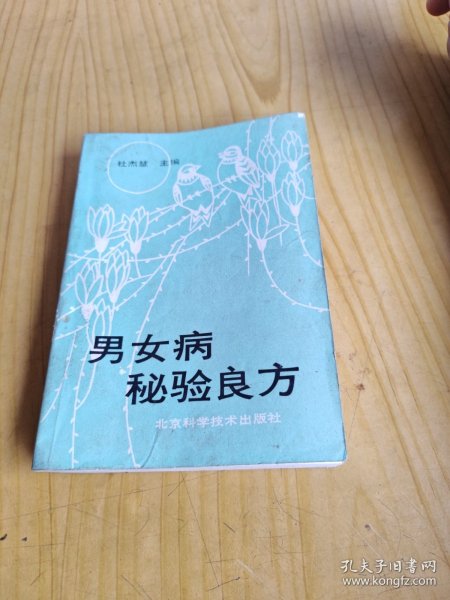 杜杰慧 主编
男女病
秘验良方
北京科学技术出版社
孔夫子旧书网
www.kongfz.com